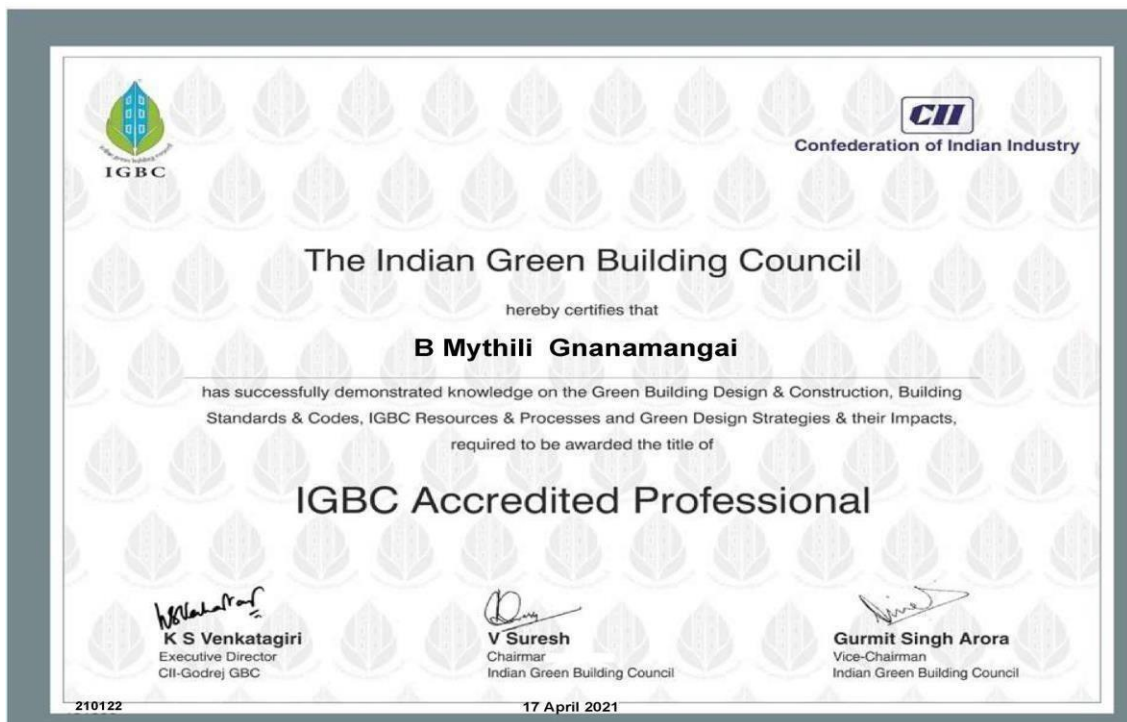 IGBC
CII
Confederation of Indian Industry
The Indian Green Building Council
hereby certifies that
B Mythili Gnanamangai
has successfully demonstrated knowledge on the Green Building Design & Construction, Building
Standards & Codes, IGBC Resources & Processes and Green Design Strategies & their Impacts,
required to be awarded the title of
IGBC Accredited Professional
K S Venkatagiri
Executive Director
CII-Godrej GBC
V Suresh
Chairmar
Indian Green Building Council
Gurmit Singh Arora
Vice-Chairman
Indian Green Building Council
210122
17 April 2021